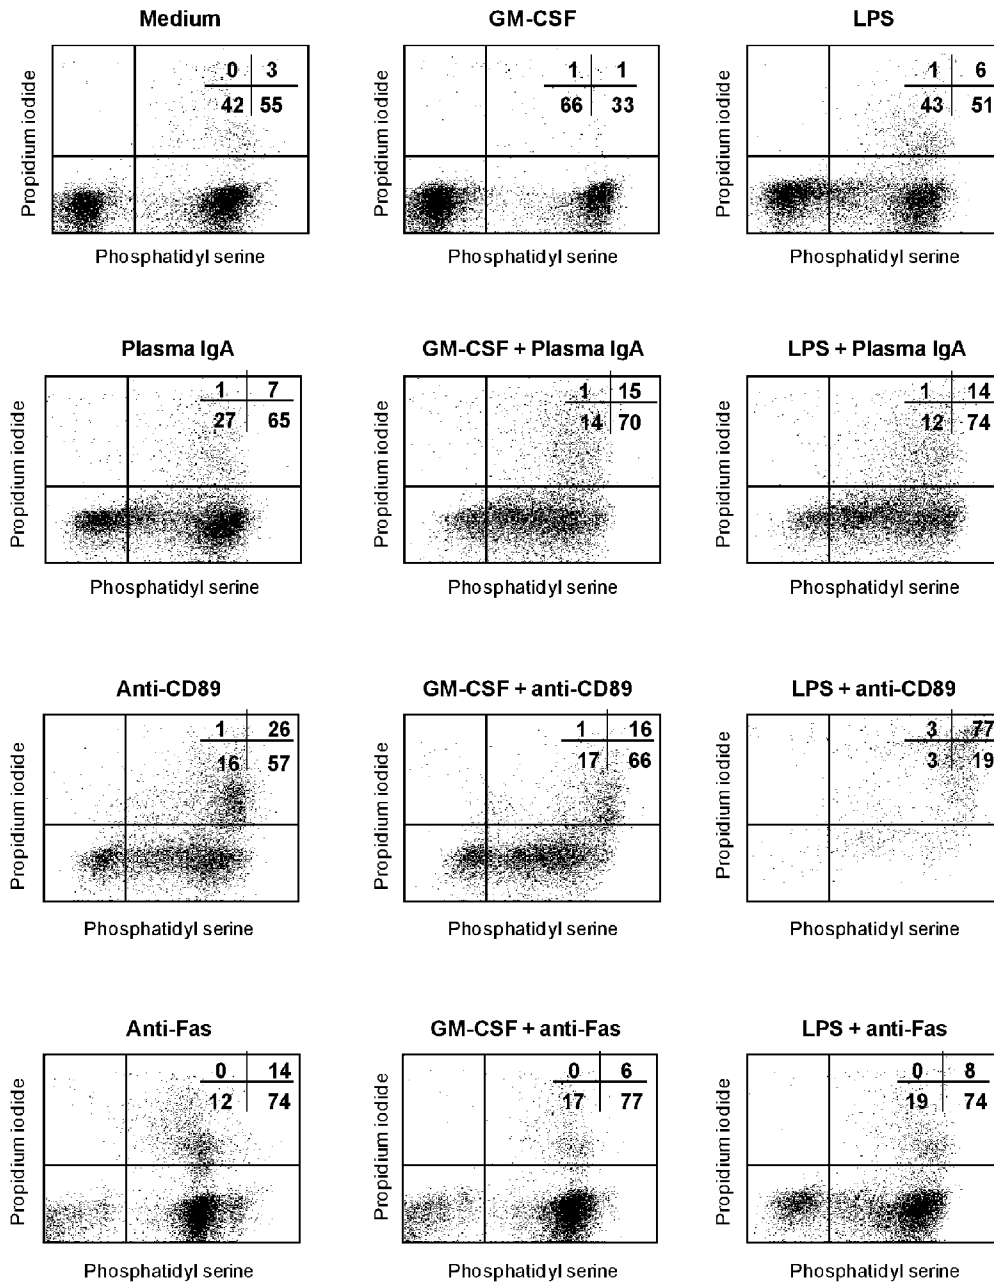 Medium GM-CSF LPS
0 3 1 1 1 6
42 55 66 33 43 51
Propidium iodide Propidium iodide Propidium iodide
Phosphatidyl serine Phosphatidyl serine Phosphatidyl serine
Plasma IgA GM-CSF + Plasma IgA LPS + Plasma IgA
1 7 1 15 1 14
27 65 14 70 12 74
Propidium iodide Propidium iodide Propidium iodide
Phosphatidyl serine Phosphatidyl serine Phosphatidyl serine
Anti-CD89 GM-CSF + anti-CD89 LPS + anti-CD89
1 26 1 16 3 77
16 57 17 66 3 19
Propidium iodide Propidium iodide Propidium iodide
Phosphatidyl serine Phosphatidyl serine Phosphatidyl serine
Anti-Fas GM-CSF + anti-Fas LPS + anti-Fas
0 14 0 6 0 8
12 74 17 77 19 74
Propidium iodide Propidium iodide Propidium iodide
Phosphatidyl serine Phosphatidyl serine Phosphatidyl serine